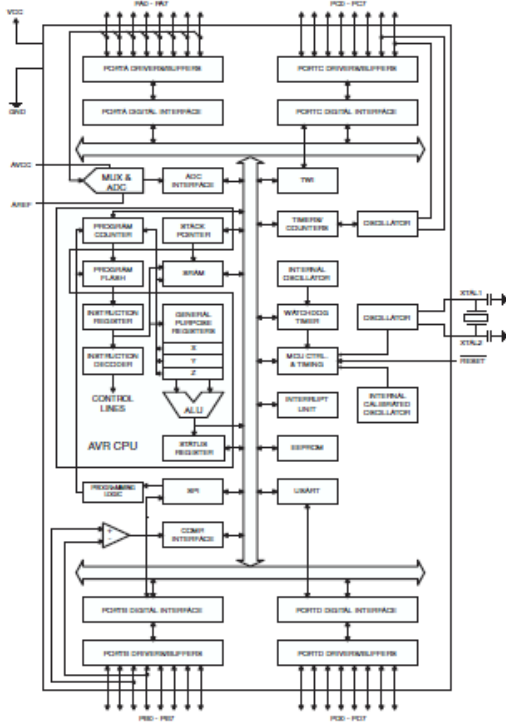 PA0 - PA7
PC0 - PC7
VCC
PORTA DRIVERS/BUFFERS
PORTC DRIVERS/BUFFERS
GND
PORTA DIGITAL INTERFACE
PORTC DIGITAL INTERFACE
AVCC
MUX &
ADC
ADC
INTERFACE
TWI
AREF
PROGRAM
COUNTER
STACK
POINTER
TIMERS/
COUNTERS
OSCILLATOR
PROGRAM
FLASH
SRAM
INTERNAL
OSCILLATOR
XTAL1
INSTRUCTION
REGISTER
GENERAL
PURPOSE
REGISTERS
WATCHDOG
TIMER
OSCILLATOR
XTAL2
X
INSTRUCTION
DECODER
Y
MCU CTRL.
& TIMING
RESET
Z
CONTROL
LINES
ALU
INTERRUPT
UNIT
INTERNAL
CALIBRATED
OSCILLATOR
AVR CPU
STATUS
REGISTER
EEPROM
PROGRAMMING
LOGIC
SPI
USART
+
-
COMP.
INTERFACE
PORTB DIGITAL INTERFACE
PORTD DIGITAL INTERFACE
PORTB DRIVERS/BUFFERS
PORTD DRIVERS/BUFFERS
PB0 - PB7
PD0 - PD7